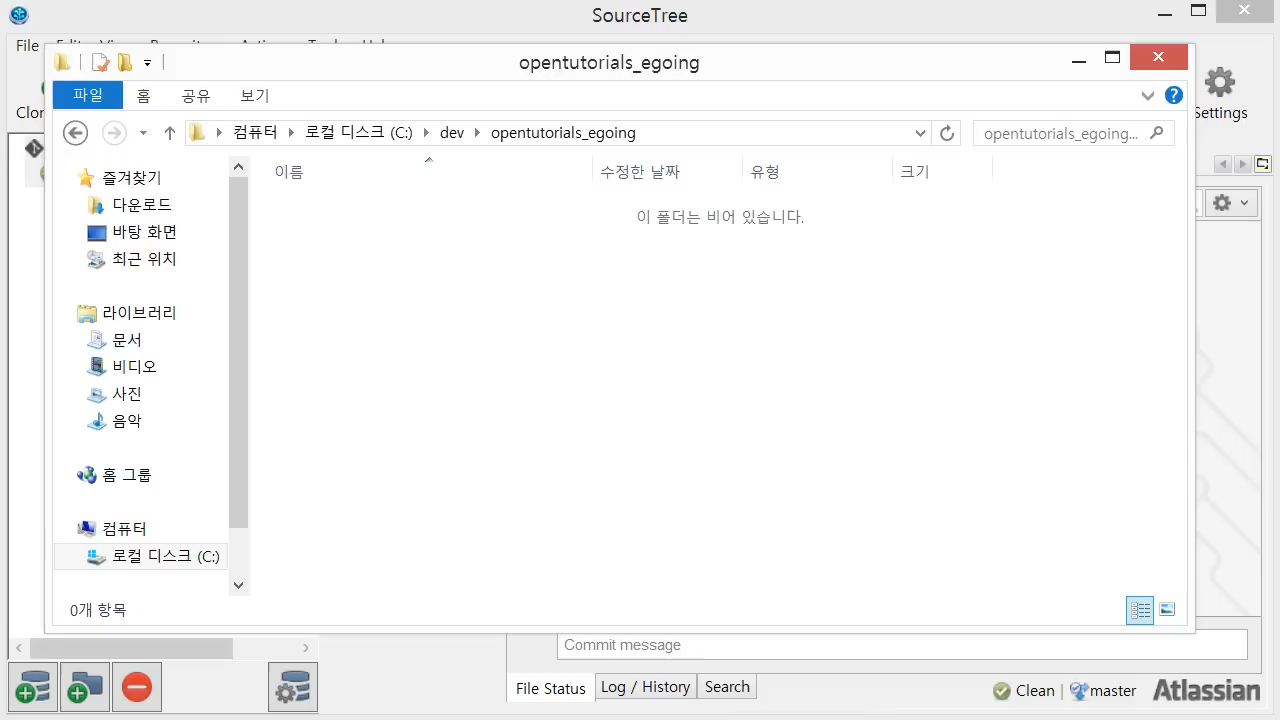 SourceTree
File
opentutorials_egoing
파일 홈 공유 보기
Settings
컴퓨터 로컬 디스크 (C:) dev opentutorials_egoing
opentutorials_egoing...
이름 수정한 날짜 유형 크기
이 폴더는 비어 있습니다.
즐겨찾기
다운로드
바탕 화면
최근 위치
라이브러리
문서
비디오
사진
음악
홈 그룹
컴퓨터
로컬 디스크 (C:)
0개 항목
Commit message
File Status Log / History Search
Clean master Atlassian